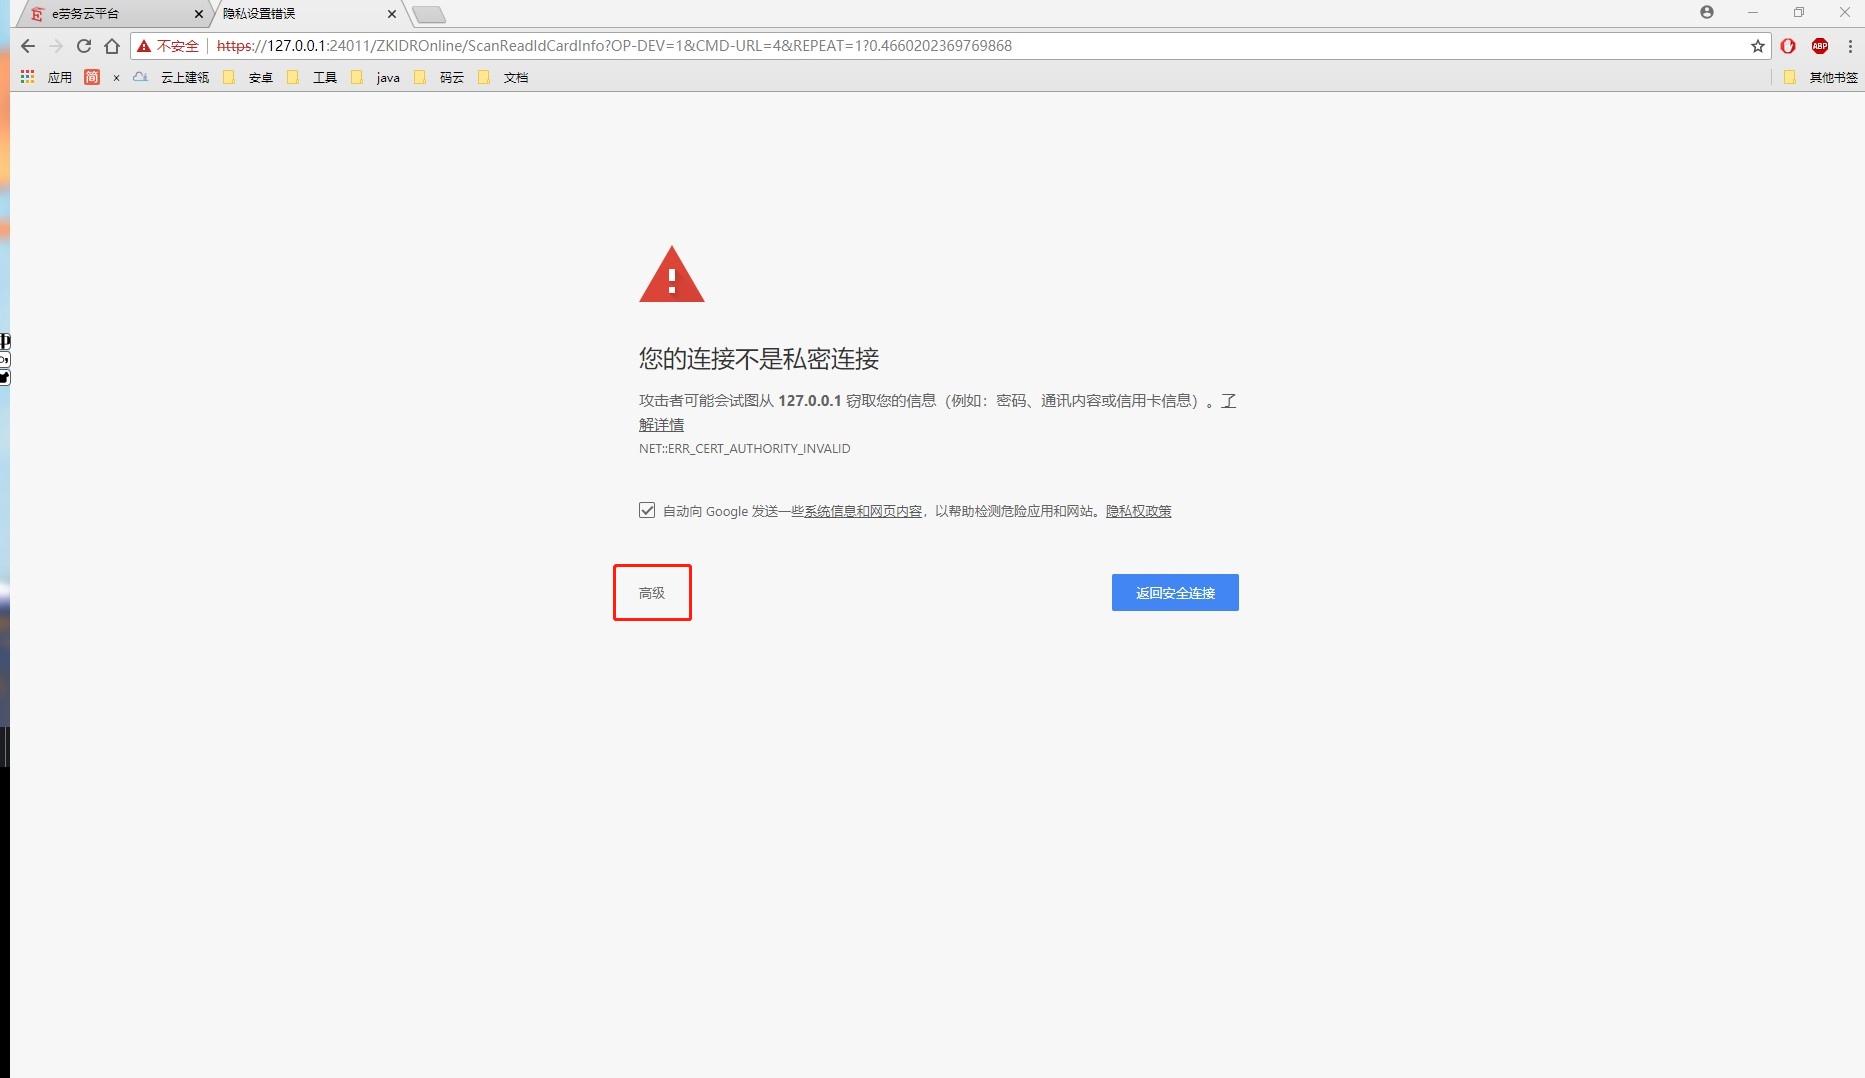 e劳务云平台
隐私设置错误
不安全 https://127.0.0.1:24011/ZKIDROnline/ScanReadIdCardInfo?OP-DEV=1&CMD-URL=4&REPEAT=1?0.4660202369769868
ABP
应用 简 × 云上建瓴 安卓 工具 java 码云 文档 其他书签
您的连接不是私密连接
攻击者可能会试图从 127.0.0.1 窃取您的信息（例如：密码、通讯内容或信用卡信息）。了
解详情
NET::ERR_CERT_AUTHORITY_INVALID
自动向 Google 发送一些系统信息和网页内容，以帮助检测危险应用和网站。隐私权政策
高级
返回安全连接